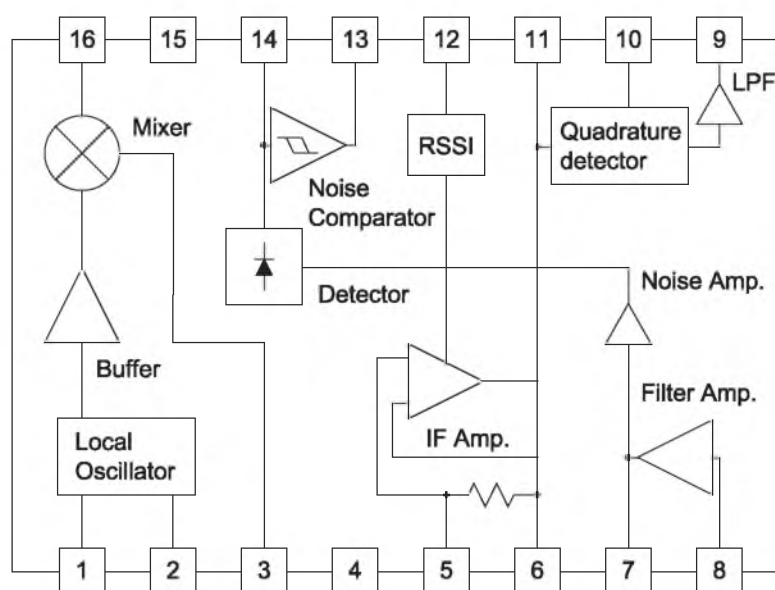 16 15 14 13 12 11 10 9
LPF
Mixer
RSSI
Quadrature
detector
Noise
Comparator
Detector
Noise Amp.
Buffer
Filter Amp.
IF Amp.
Local
Oscillator
1 2 3 4 5 6 7 8